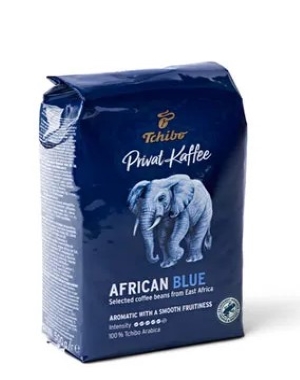 Tchibo
Privat Kaffee
AFRICAN BLUE
Selected coffee beans from East Africa
AROMATIC WITH A SMOOTH FRUITINESS
Intensity
100% Tchibo Arabica